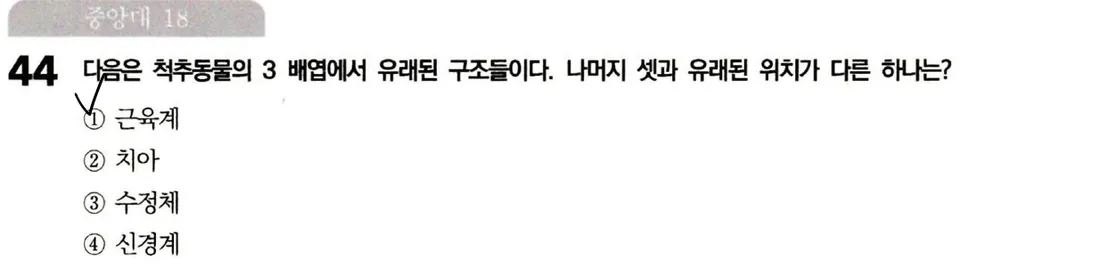 중앙대 18
44 다음은 척추동물의 3 배엽에서 유래된 구조들이다. 나머지 셋과 유래된 위치가 다른 하나는?
① 근육계
② 치아
③ 수정체
④ 신경계